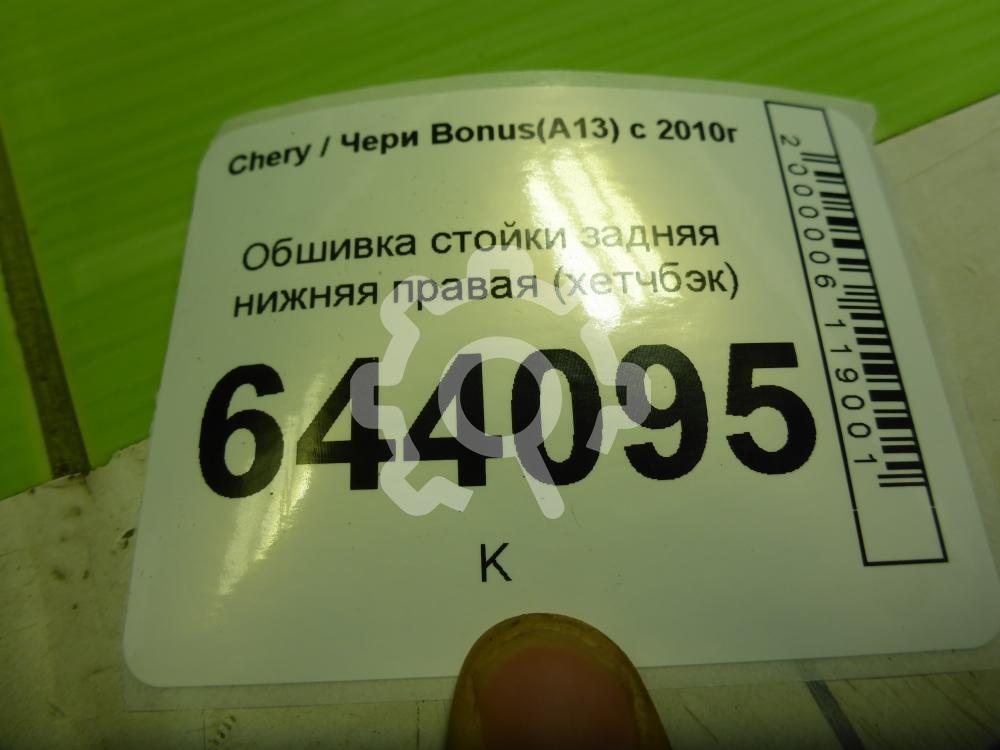 Chery / Чери Bonus(A13) с 2010г
Обшивка стойки задняя
нижняя правая (хетчбэк)
644095
К
2000006119001